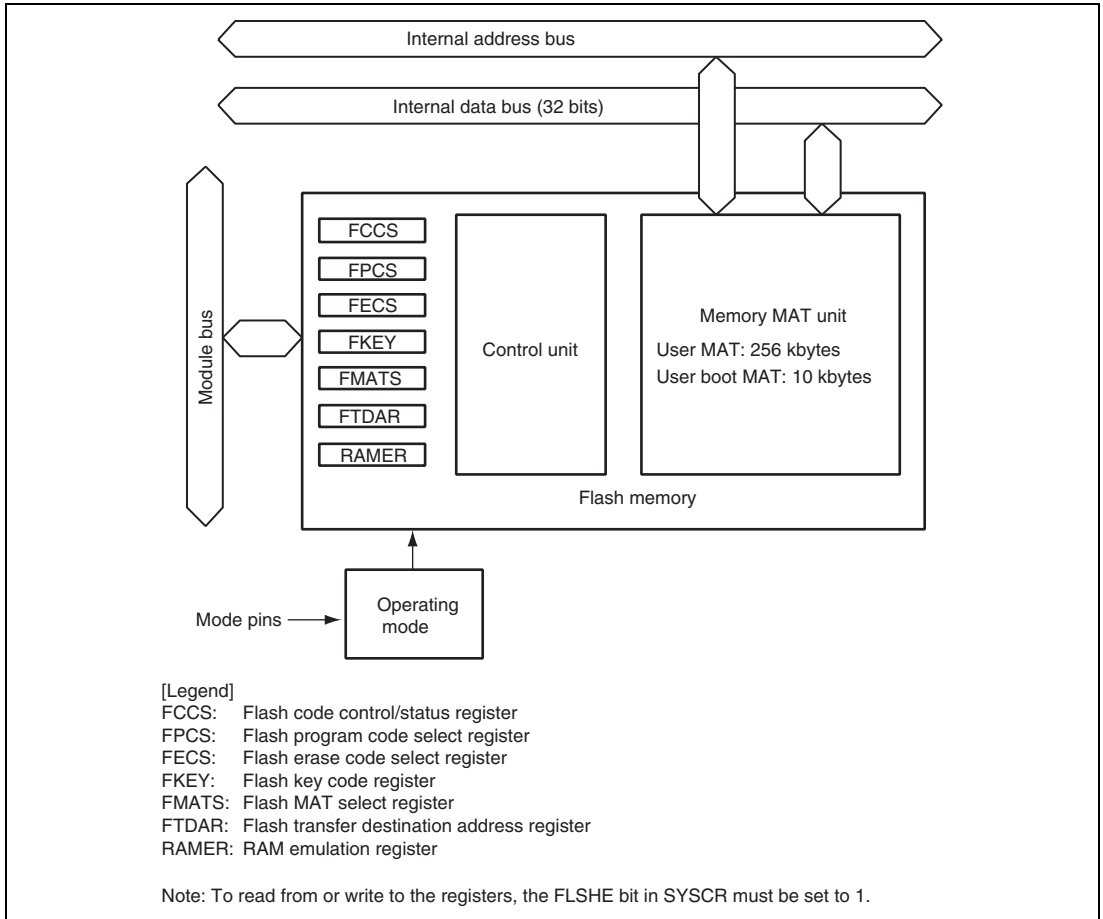 Internal address bus
Internal data bus (32 bits)
Module bus
FCCS
FPCS
FECS
FKEY
FMATS
FTDAR
RAMER
Control unit
Memory MAT unit
User MAT: 256 kbytes
User boot MAT: 10 kbytes
Flash memory
Mode pins
Operating
mode
[Legend]
FCCS: Flash code control/status register
FPCS: Flash program code select register
FECS: Flash erase code select register
FKEY: Flash key code register
FMATS: Flash MAT select register
FTDAR: Flash transfer destination address register
RAMER: RAM emulation register
Note: To read from or write to the registers, the FLSHE bit in SYSCR must be set to 1.